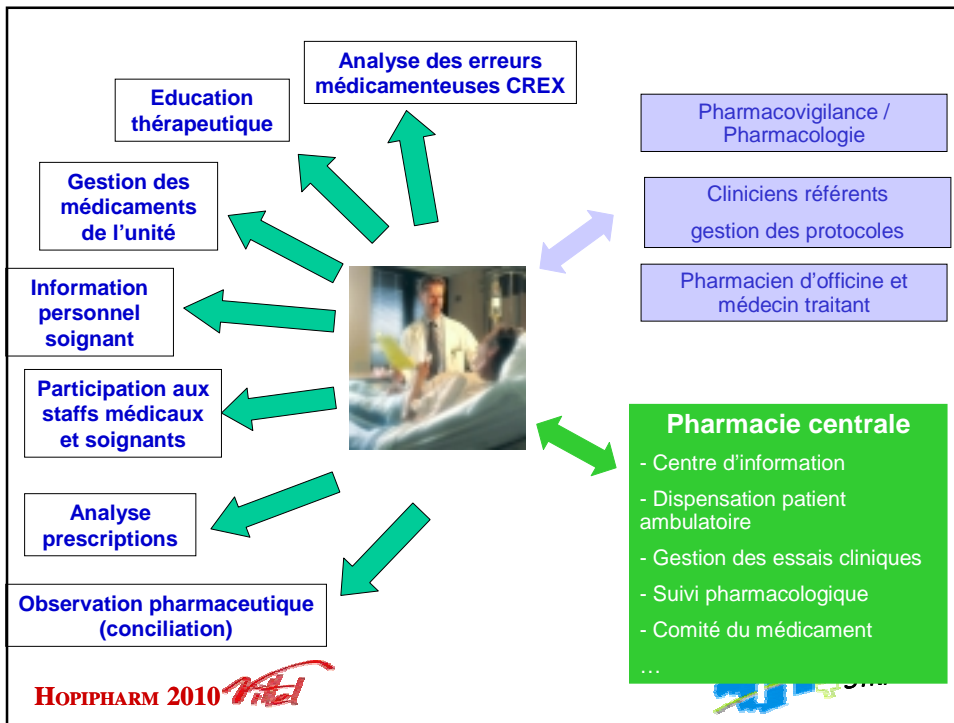 Analyse des erreurs
médicamenteuses CREX
Education
thérapeutique
Gestion des
médicaments
de l'unité
Information
personnel
soignant
Participation aux
staffs médicaux
et soignants
Analyse
prescriptions
Observation pharmaceutique
(conciliation)
Pharmacovigilance /
Pharmacologie
Cliniciens référents
gestion des protocoles
Pharmacien d'officine et
médecin traitant
Pharmacie centrale
- Centre d'information
- Dispensation patient
ambulatoire
- Gestion des essais cliniques
- Suivi pharmacologique
- Comité du médicament
…
HOPIPHARM 2010 Vittel